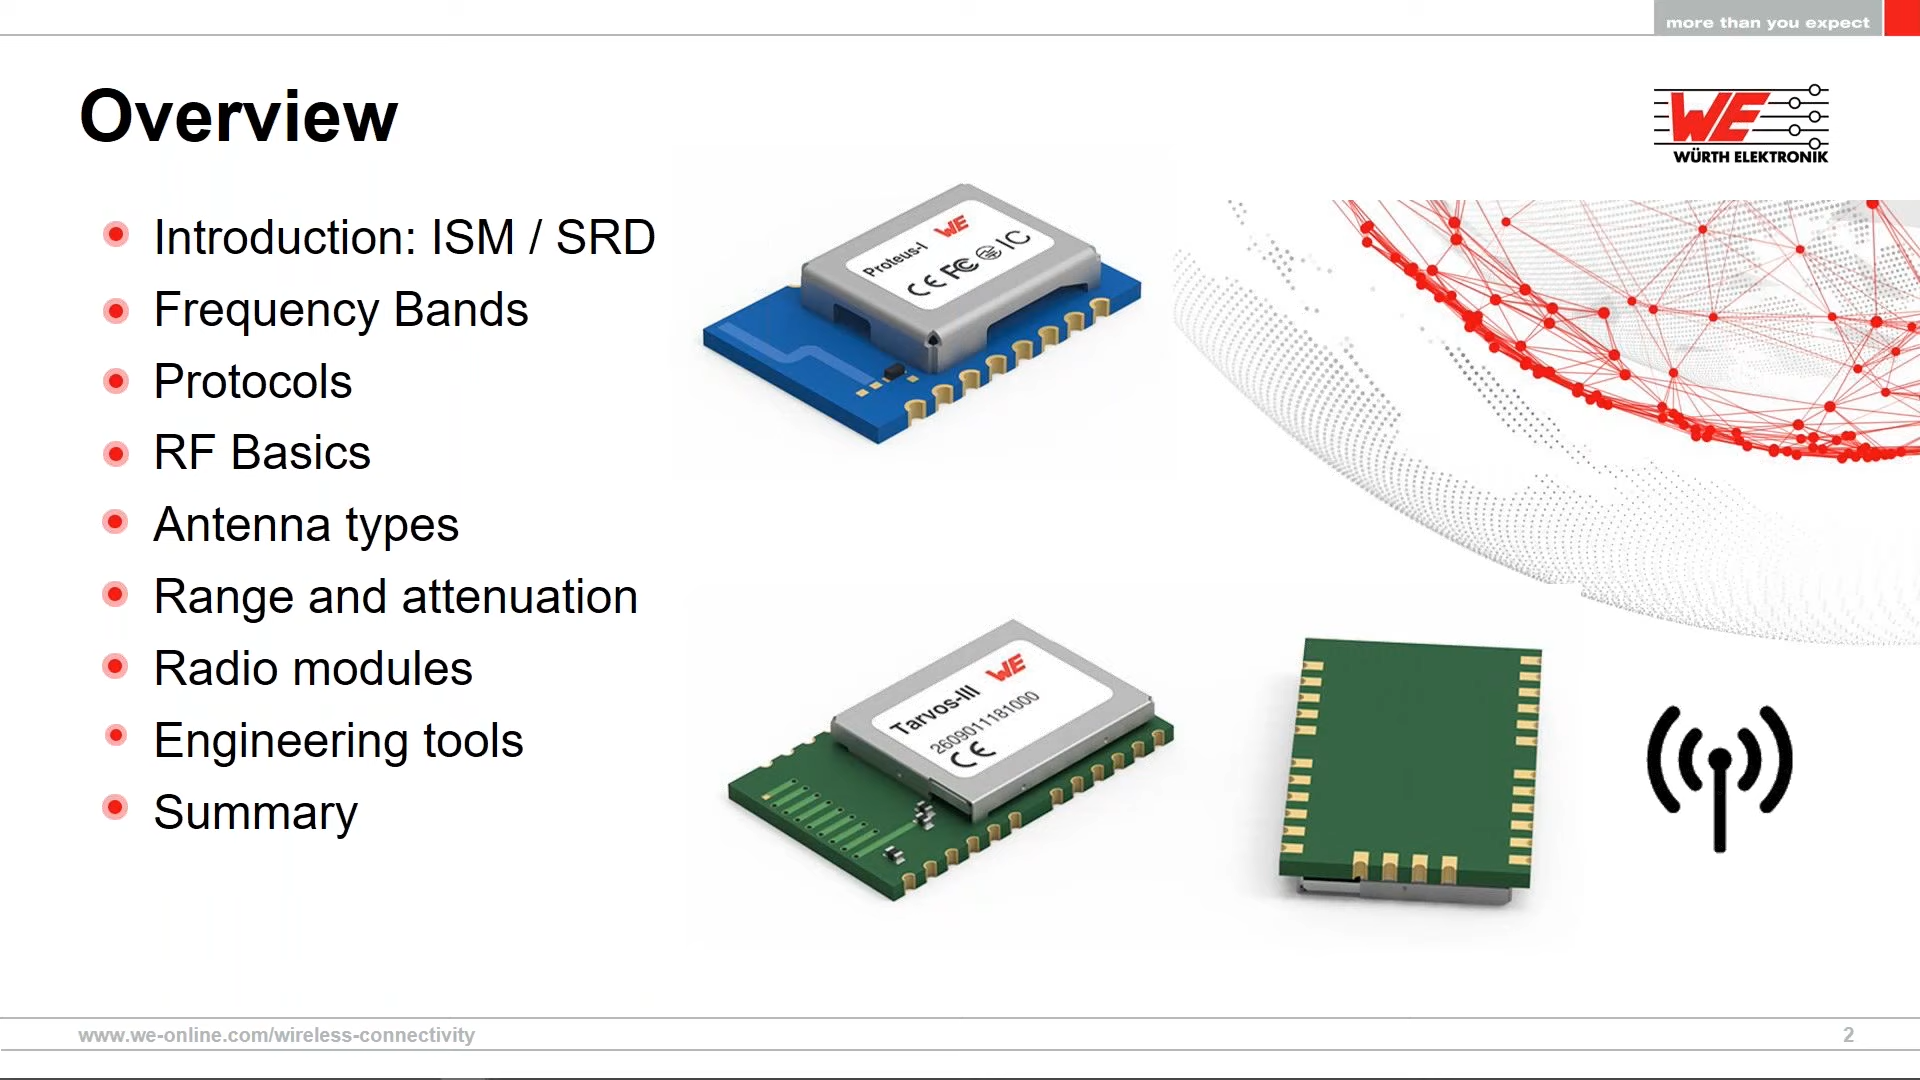 more than you expect
Overview
WE
WÜRTH ELEKTRONIK
Introduction: ISM / SRD
Frequency Bands
Protocols
RF Basics
Antenna types
Range and attenuation
Radio modules
Engineering tools
Summary
WE
Proteus-I
CE FC IC
WE
Tarvos-III
2609011181000
CE
www.we-online.com/wireless-connectivity
2